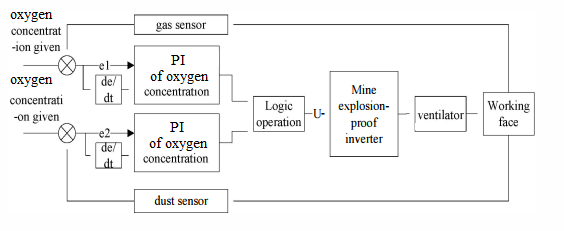 oxygen
concentrat
-ion given
gas sensor
e1
de/
dt
PI
of oxygen
concentration
oxygen
concentrati
-on given
e2
de/
dt
PI
of oxygen
concentration
Logic
operation
U-
Mine
explosion-
proof
inverter
ventilator
Working
face
dust sensor